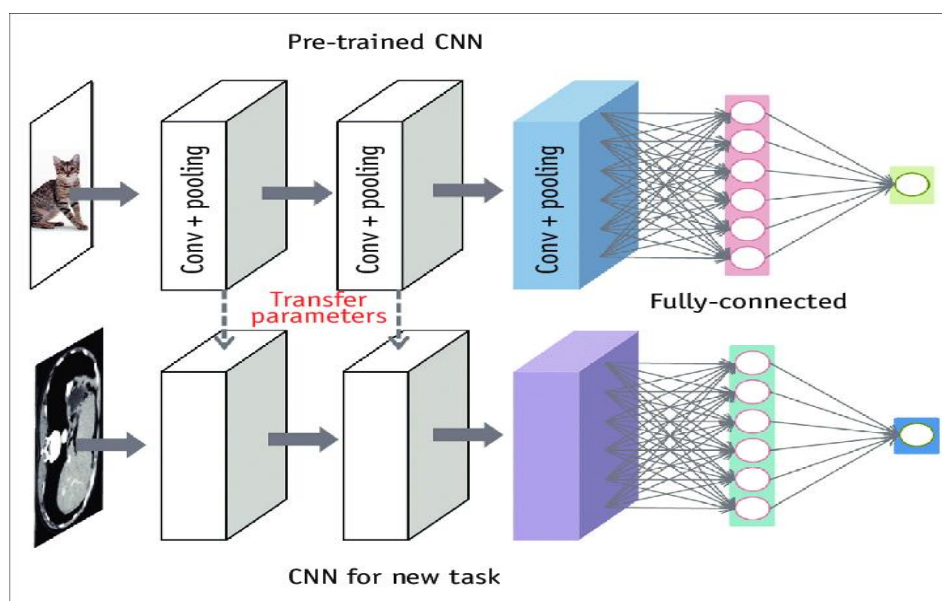 Pre-trained CNN
Conv + pooling
Conv + pooling
Conv + pooling
Transfer
parameters
Fully-connected
CNN for new task